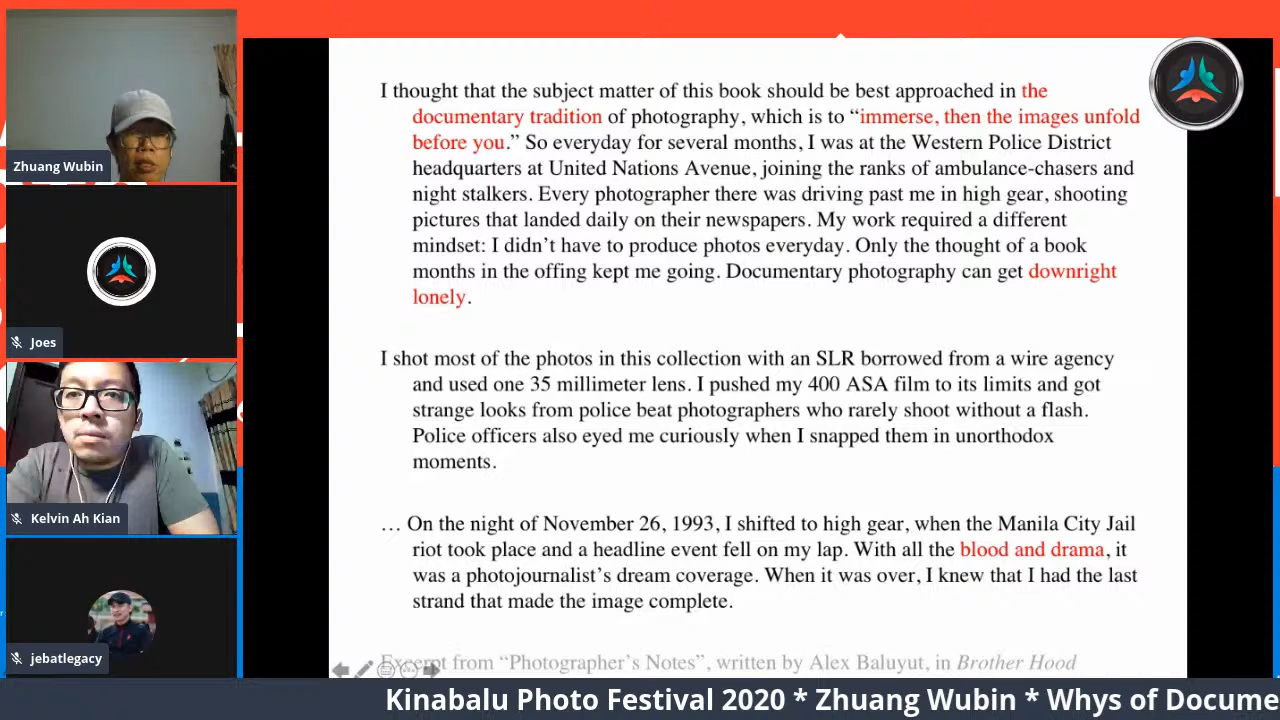 I thought that the subject matter of this book should be best approached in the
documentary tradition of photography, which is to “immerse, then the images unfold
before you.” So everyday for several months, I was at the Western Police District
headquarters at United Nations Avenue, joining the ranks of ambulance-chasers and
night stalkers. Every photographer there was driving past me in high gear, shooting
pictures that landed daily on their newspapers. My work required a different
mindset: I didn’t have to produce photos everyday. Only the thought of a book
months in the offing kept me going. Documentary photography can get downright
lonely.
I shot most of the photos in this collection with an SLR borrowed from a wire agency
and used one 35 millimeter lens. I pushed my 400 ASA film to its limits and got
strange looks from police beat photographers who rarely shoot without a flash.
Police officers also eyed me curiously when I snapped them in unorthodox
moments.
… On the night of November 26, 1993, I shifted to high gear, when the Manila City Jail
riot took place and a headline event fell on my lap. With all the blood and drama, it
was a photojournalist’s dream coverage. When it was over, I knew that I had the last
strand that made the image complete.
Excerpt from “Photographer’s Notes”, written by Alex Baluyut, in Brother Hood
Zhuang Wubin
Joes
Kelvin Ah Kian
jebatlegacy
Kinabalu Photo Festival 2020 * Zhuang Wubin * Whys of Docume